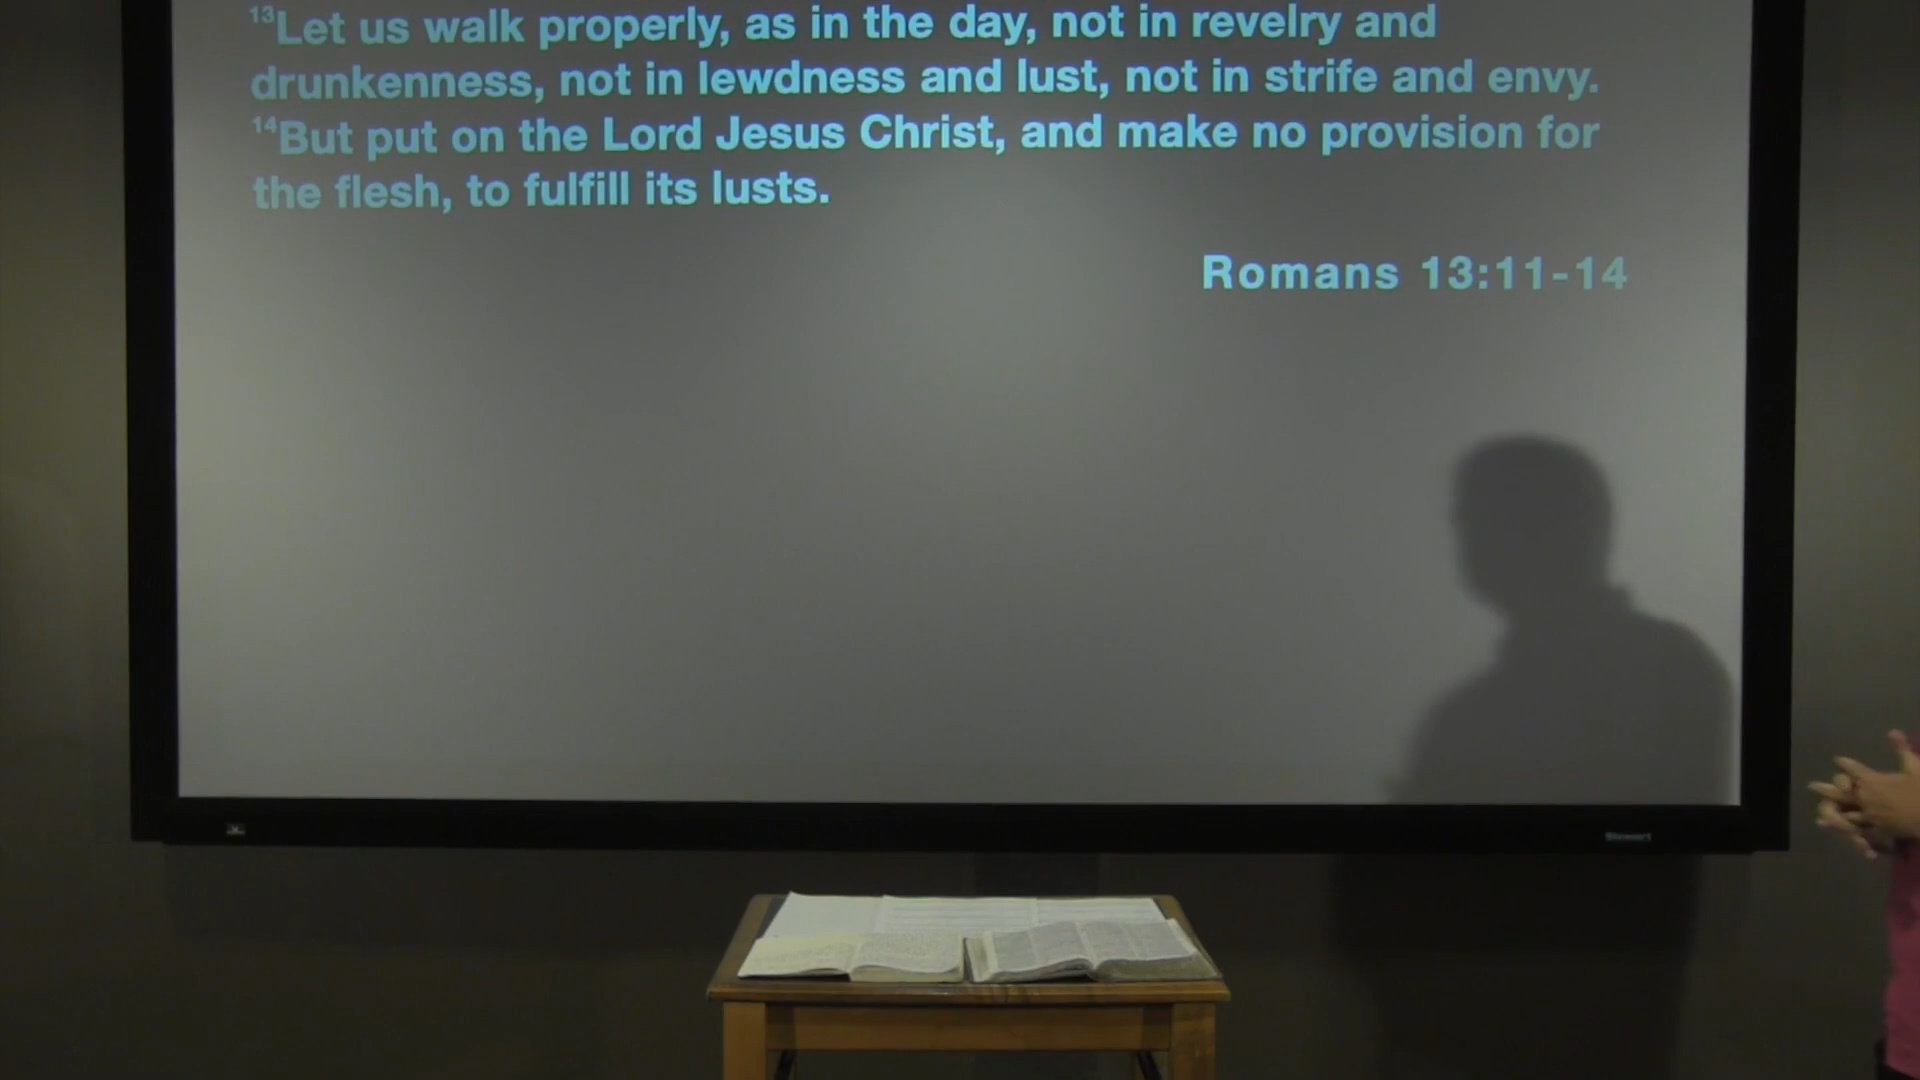 13Let us walk properly, as in the day, not in revelry and
drunkenness, not in lewdness and lust, not in strife and envy.
14But put on the Lord Jesus Christ, and make no provision for
the flesh, to fulfill its lusts.
Romans 13:11-14
Stewart